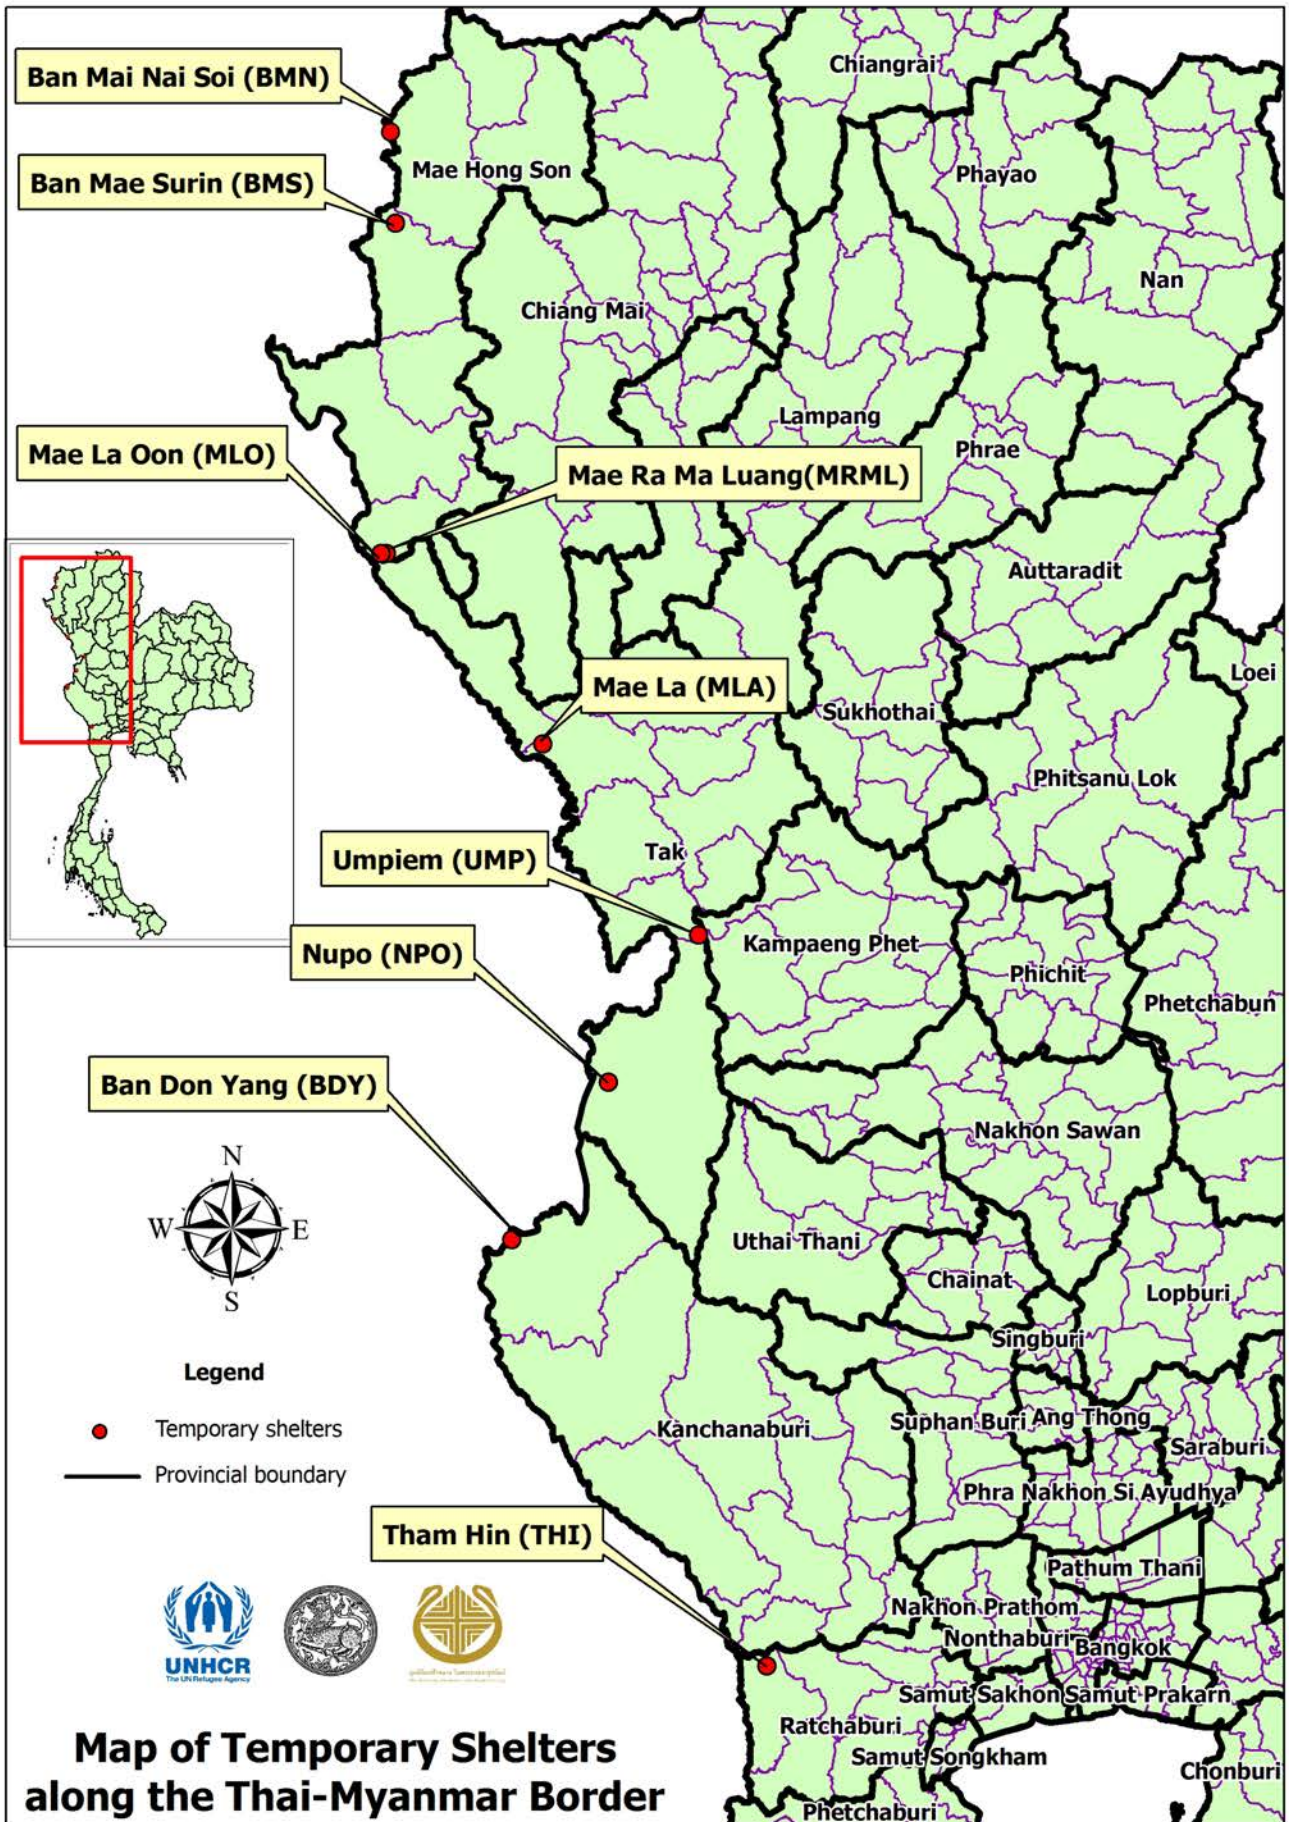 Chiangrai
Ban Mai Nai Soi (BMN)
Mae Hong Son
Phayao
Ban Mae Surin (BMS)
Nan
Chiang Mai
Lampang
Phrae
Mae La Oon (MLO)
Mae Ra Ma Luang(MRML)
Auttaradit
Loei
Mae La (MLA)
Sukhothai
Phitsanu Lok
Tak
Umpiem (UMP)
Kampaeng Phet
Nupo (NPO)
Phichit
Phetchabun
Ban Don Yang (BDY)
Nakhon Sawan
N
W
E
S
Uthai Thani
Chainat
Lopburi
Singburi
Legend
Temporary shelters
Provincial boundary
Kanchanaburi
Suphan Buri
Ang Thong
Saraburi
Phra Nakhon Si Ayudhya
Tham Hin (THI)
Pathum Thani
Nakhon Prathom
Nonthaburi
Bangkok
UNHCR
The UN Refugee Agency
Samut Sakhon
Samut Prakarn
Ratchaburi
Samut Songkham
Chonburi
Phetchaburi
Map of Temporary Shelters
along the Thai-Myanmar Border